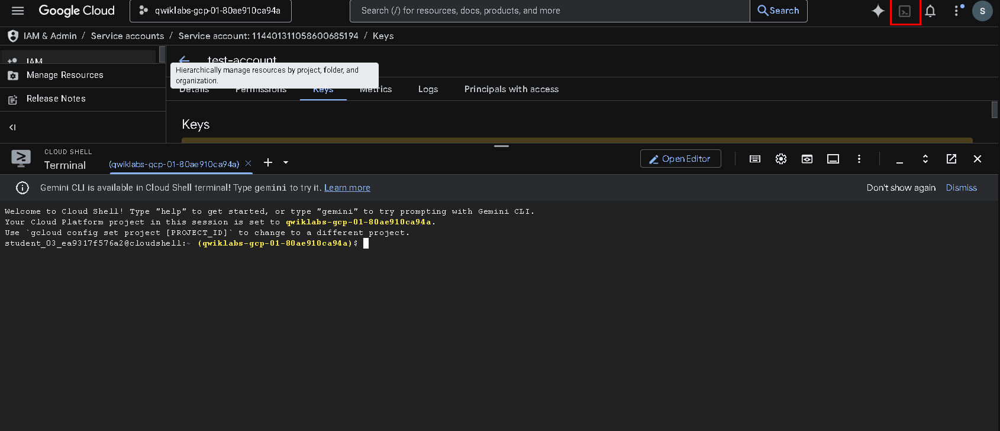 Google Cloud
qwiklabs-gcp-01-80ae910ca94a
Search (/) for resources, docs, products, and more
Search
S
IAM & Admin / Service accounts / Service account: 114401311058600685194 / Keys
IAM
Manage Resources
Release Notes
test-account
Hierarchically manage resources by project, folder, and
organization.
Details Permissions Keys Metrics Logs Principals with access
Keys
CLOUD SHELL
Terminal
(qwiklabs-gcp-01-80ae910ca94a)
Open Editor
Gemini CLI is available in Cloud Shell terminal! Type gemini to try it. Learn more
Don't show again
Dismiss
Welcome to Cloud Shell! Type "help" to get started, or type "gemini" to try prompting with Gemini CLI.
Your Cloud Platform project in this session is set to qwiklabs-gcp-01-80ae910ca94a.
Use `gcloud config set project [PROJECT_ID]` to change to a different project.
student_03_ea9317f576a2@cloudshell:~ (qwiklabs-gcp-01-80ae910ca94a)$